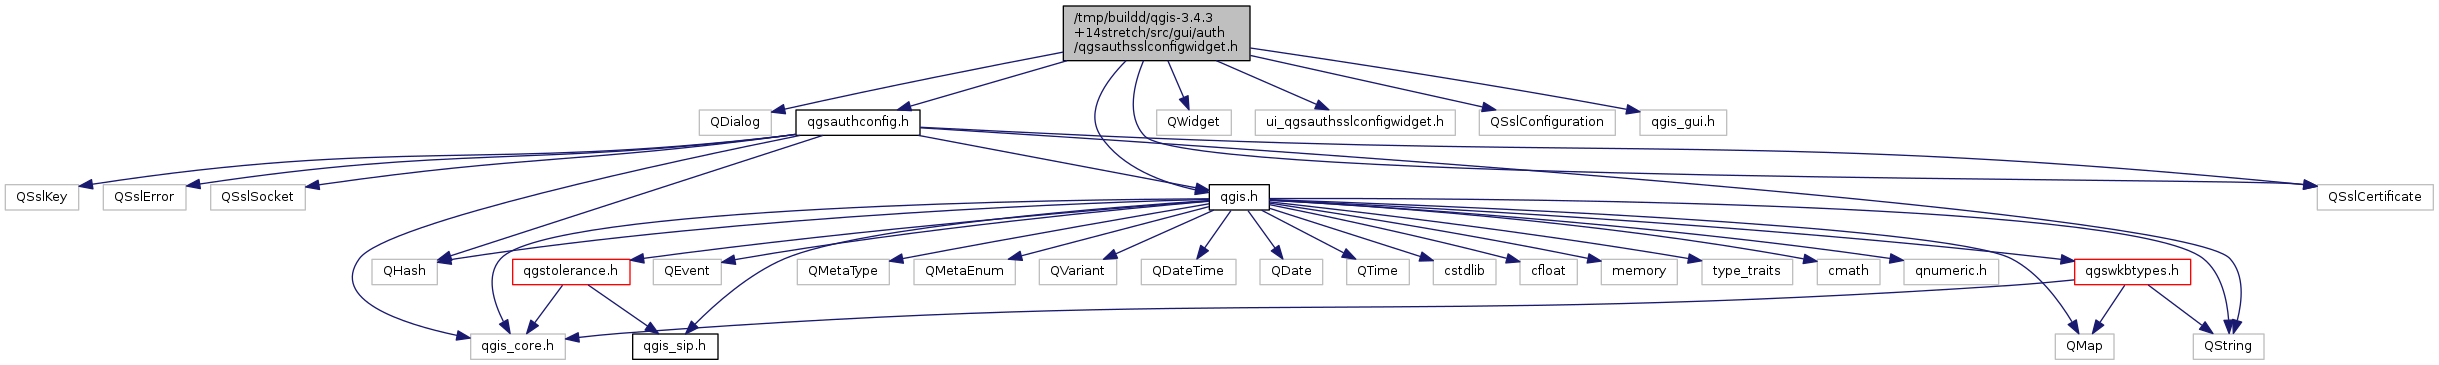 /tmp/buildd/qgis-3.4.3
+14stretch/src/gui/auth
/qgsauthsslconfigwidget.h
QDialog
qgsauthconfig.h
QWidget
ui_qgsauthsslconfigwidget.h
QSslConfiguration
qgis_gui.h
QSslKey
QSslError
QSslSocket
qgis.h
QSslCertificate
QHash
qgstolerance.h
QEvent
QMetaType
QMetaEnum
QVariant
QDateTime
QDate
QTime
cstdlib
cfloat
memory
type_traits
cmath
qnumeric.h
qgswkbtypes.h
qgis_core.h
qgis_sip.h
QMap
QString